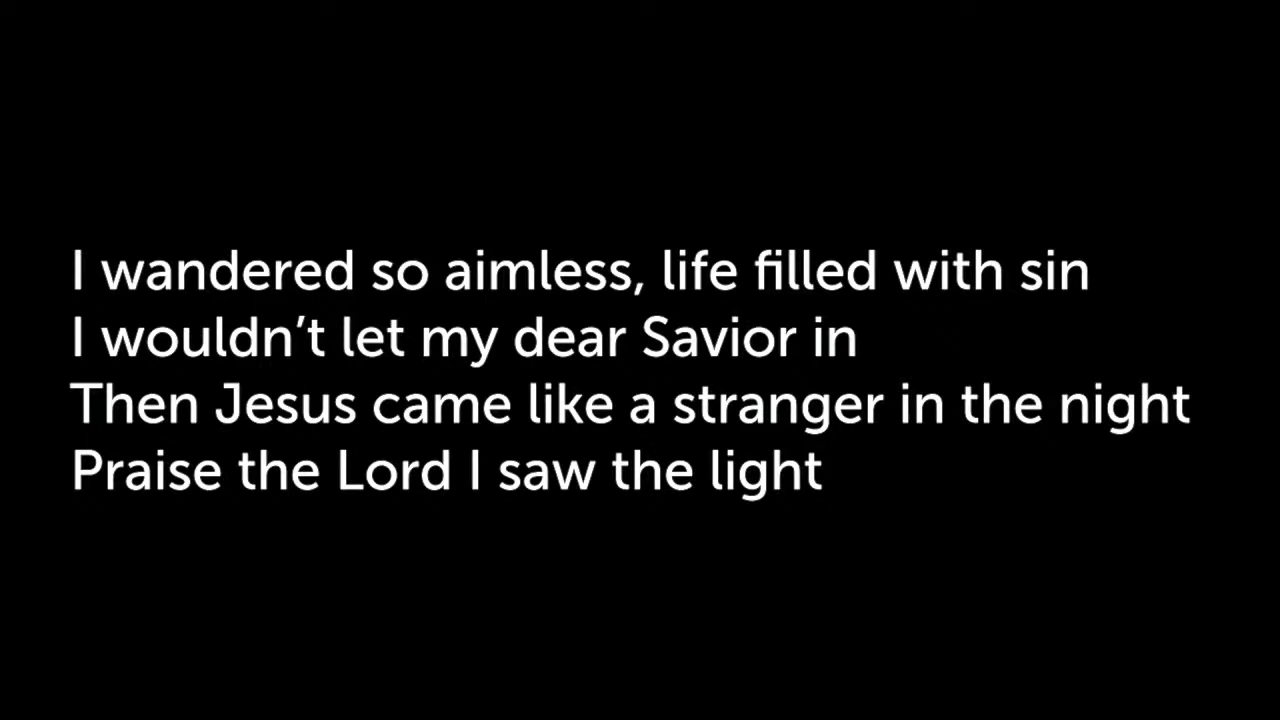 I wandered so aimless, life filled with sin
I wouldn’t let my dear Savior in
Then Jesus came like a stranger in the night
Praise the Lord I saw the light